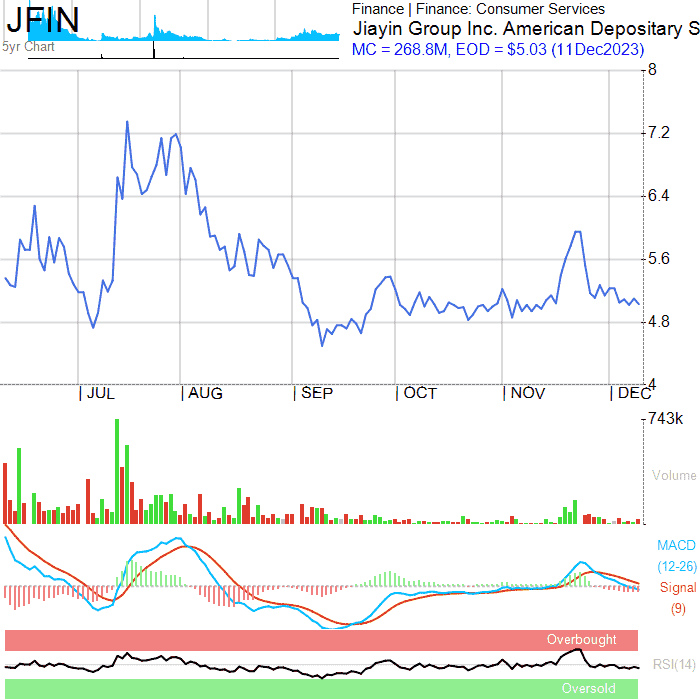 JFIN
5yr Chart
Finance | Finance: Consumer Services
Jiayin Group Inc. American Depositary S
MC = 268.8M, EOD = $5.03 (11Dec2023)
8
7.2
6.4
5.6
4.8
4
| JUL | AUG | SEP | OCT | NOV | DEC
743k
Volume
MACD
(12-26)
Signal
(9)
Overbought
RSI(14)
Oversold